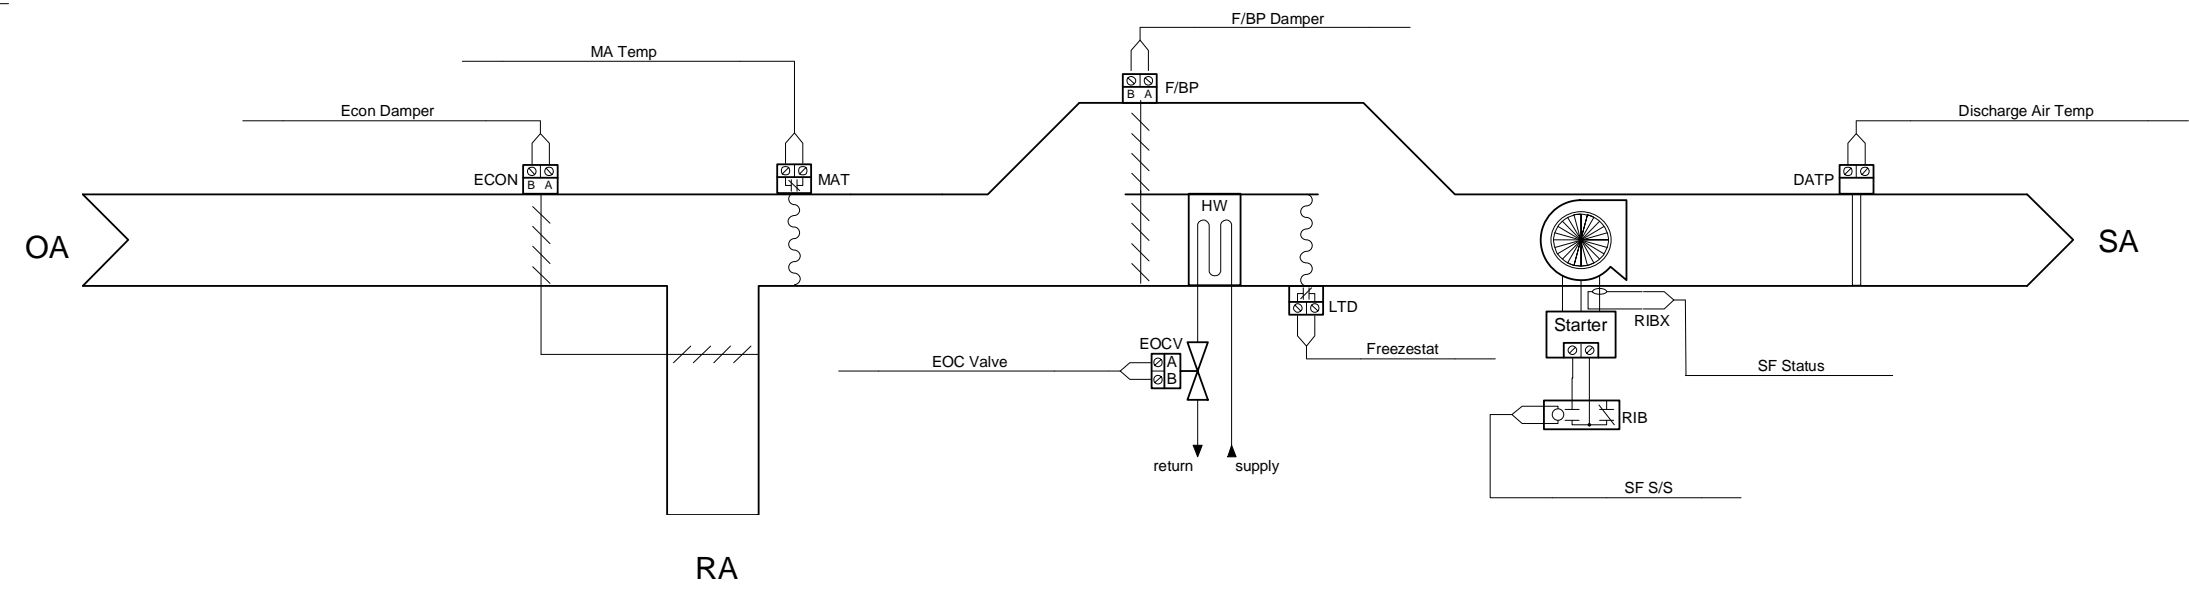 F/BP Damper
MA Temp
B A
F/BP
Econ Damper
Discharge Air Temp
ECON
B A
MAT
DATP
HW
OA
SA
LTD
Starter
RIBX
EOCV
A
B
EOC Valve
Freezestat
SF Status
RIB
return
supply
SF S/S
RA